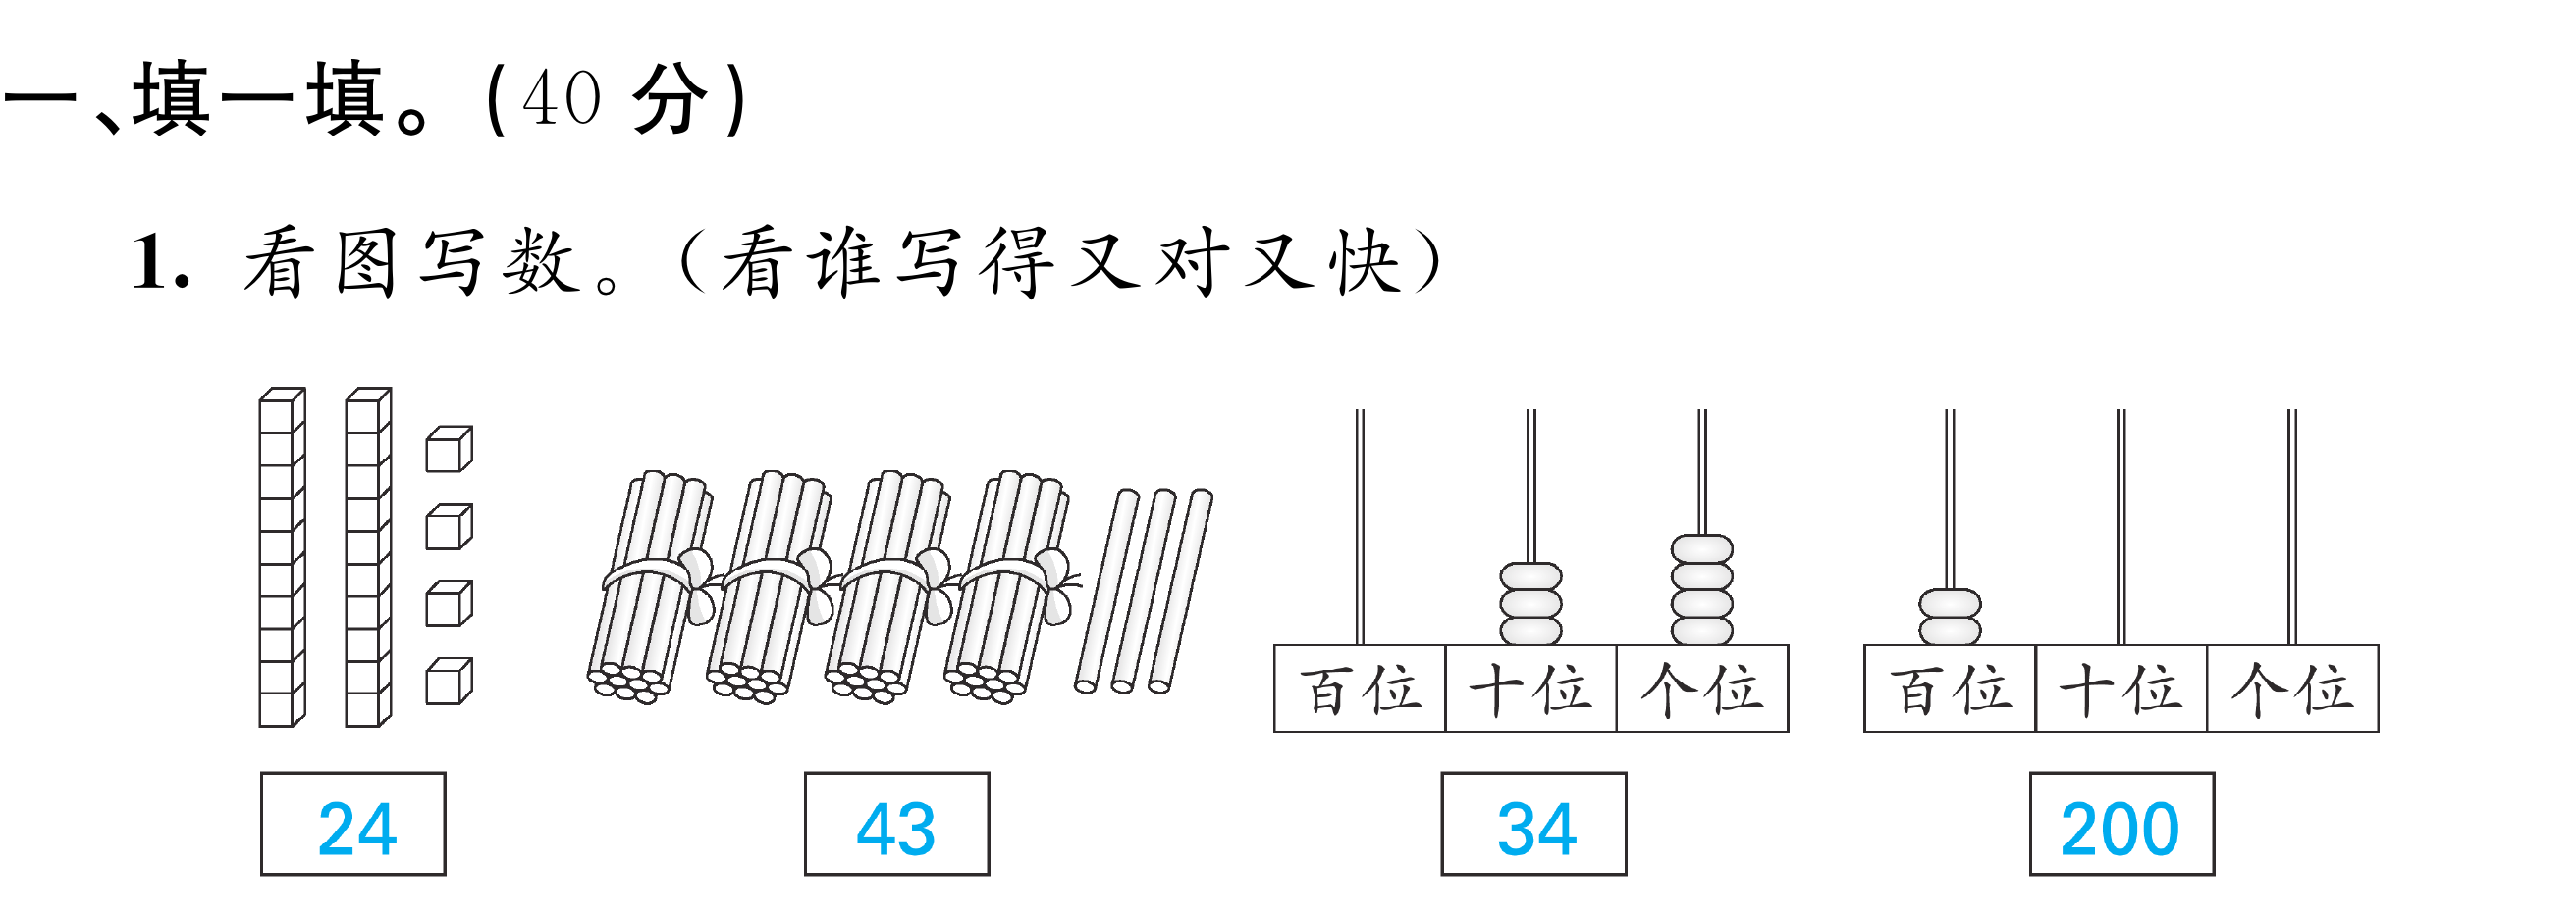 一、填一填。(40 分)
1. 看图写数。(看谁写得又对又快)
百位 十位 个位 百位 十位 个位
24 43 34 200